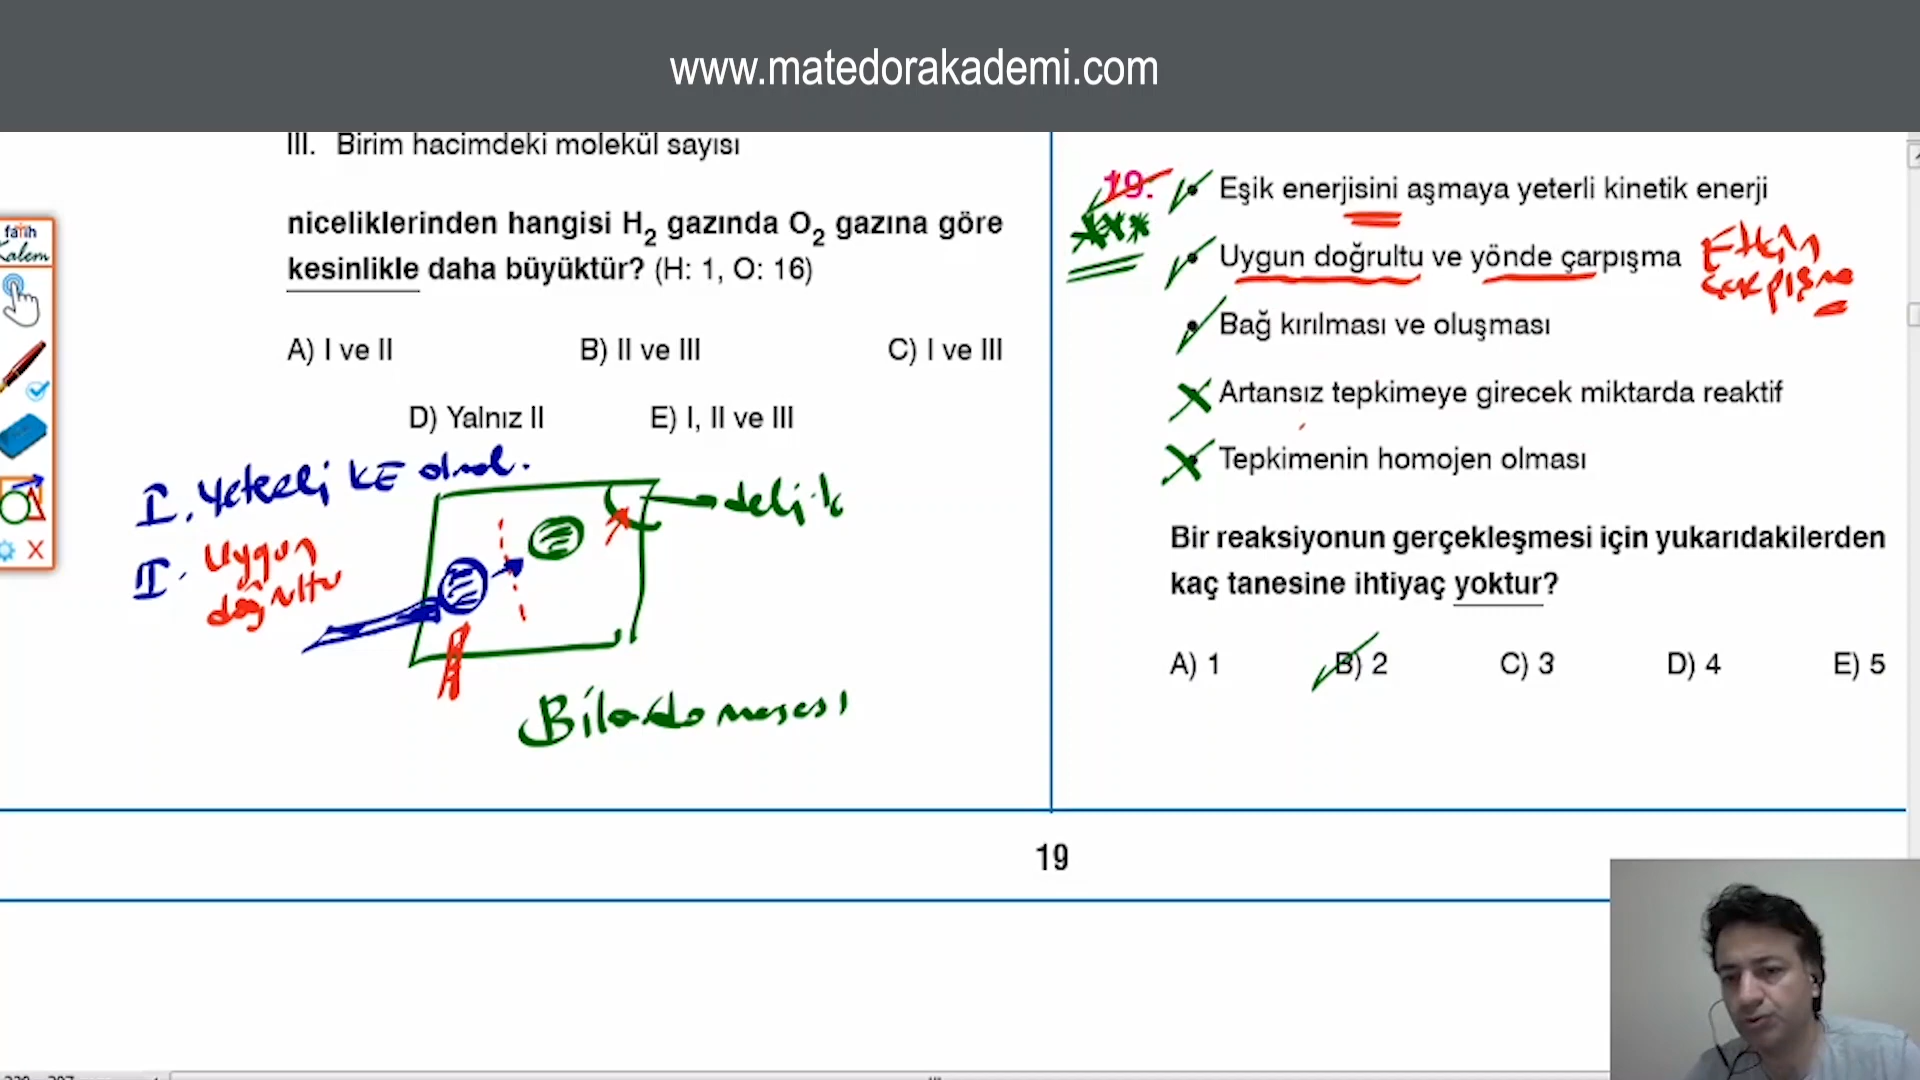 www.matedorakademi.com
fatih
Kalem
III. Birim hacimdeki molekül sayısı
niceliklerinden hangisi H₂ gazında O₂ gazına göre
kesinlikle daha büyüktür? (H: 1, O: 16)
A) I ve II B) II ve III C) I ve III
D) Yalnız II E) I, II ve III
I. Yeterli KE
II. Uygun
doğrultu
delik
Bilardo masası
19.
• Eşik enerjisini aşmaya yeterli kinetik enerji
• Uygun doğrultu ve yönde çarpışma
Etkin
çarpışma
• Bağ kırılması ve oluşması
• Artansız tepkimeye girecek miktarda reaktif
• Tepkimenin homojen olması
Bir reaksiyonun gerçekleşmesi için yukarıdakilerden
kaç tanesine ihtiyaç yoktur?
A) 1 B) 2 C) 3 D) 4 E) 5
19